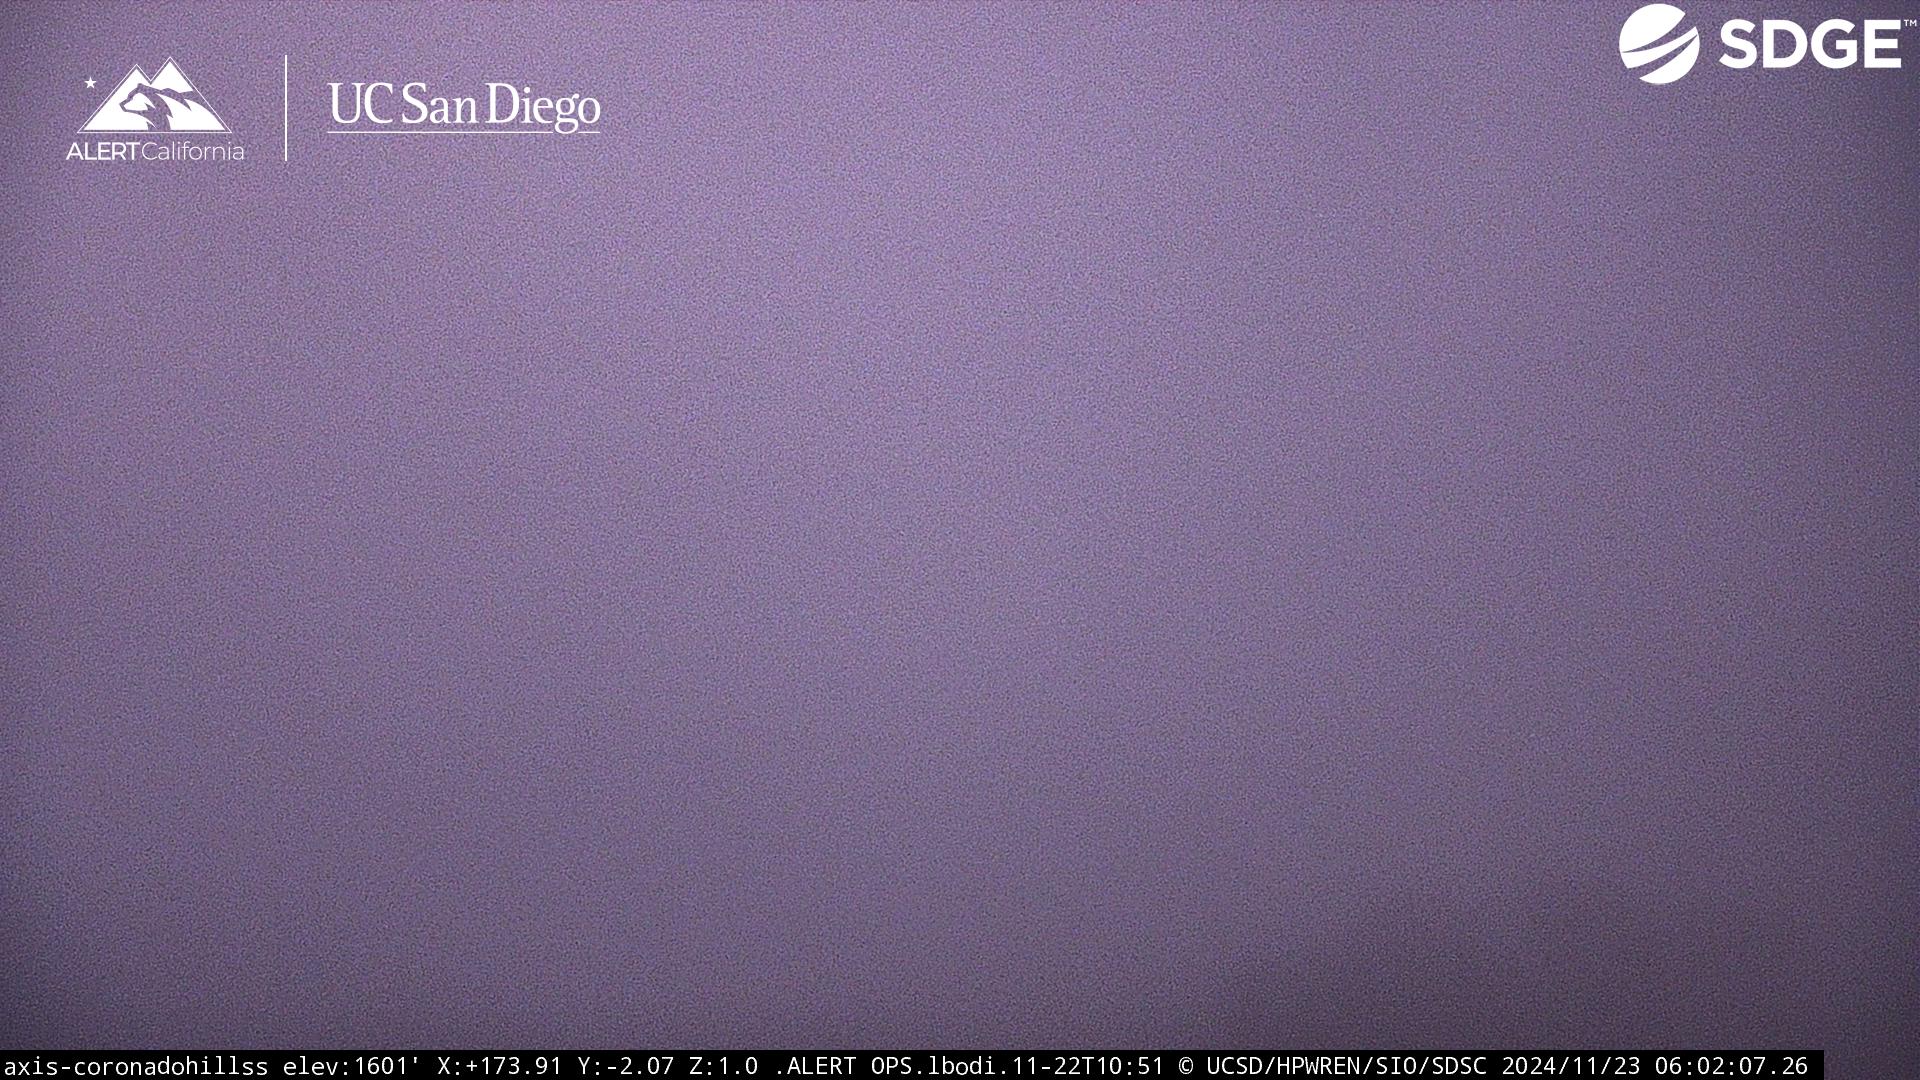 SDGE™
UC San Diego
ALERTCalifornia
axis-coronadohillss elev:1601' X:+173.91 Y:-2.07 Z:1.0 .ALERT OPS.lbodi.11-22T10:51 © UCSD/HPWREN/SIO/SDSC 2024/11/23 06:02:07.26